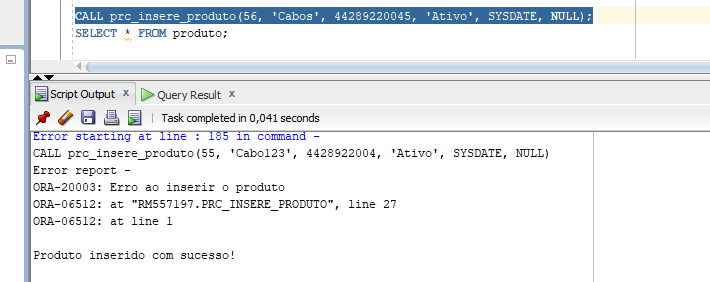 CALL prc_insere_produto(56, 'Cabos', 44289220045, 'Ativo', SYSDATE, NULL);
SELECT * FROM produto;
Script Output x
Query Result x
Task completed in 0,041 seconds
Error starting at line : 185 in command -
CALL prc_insere_produto(55, 'Cabo123', 4428922004, 'Ativo', SYSDATE, NULL)
Error report -
ORA-20003: Erro ao inserir o produto
ORA-06512: at "RM557197.PRC_INSERE_PRODUTO", line 27
ORA-06512: at line 1
Produto inserido com sucesso!